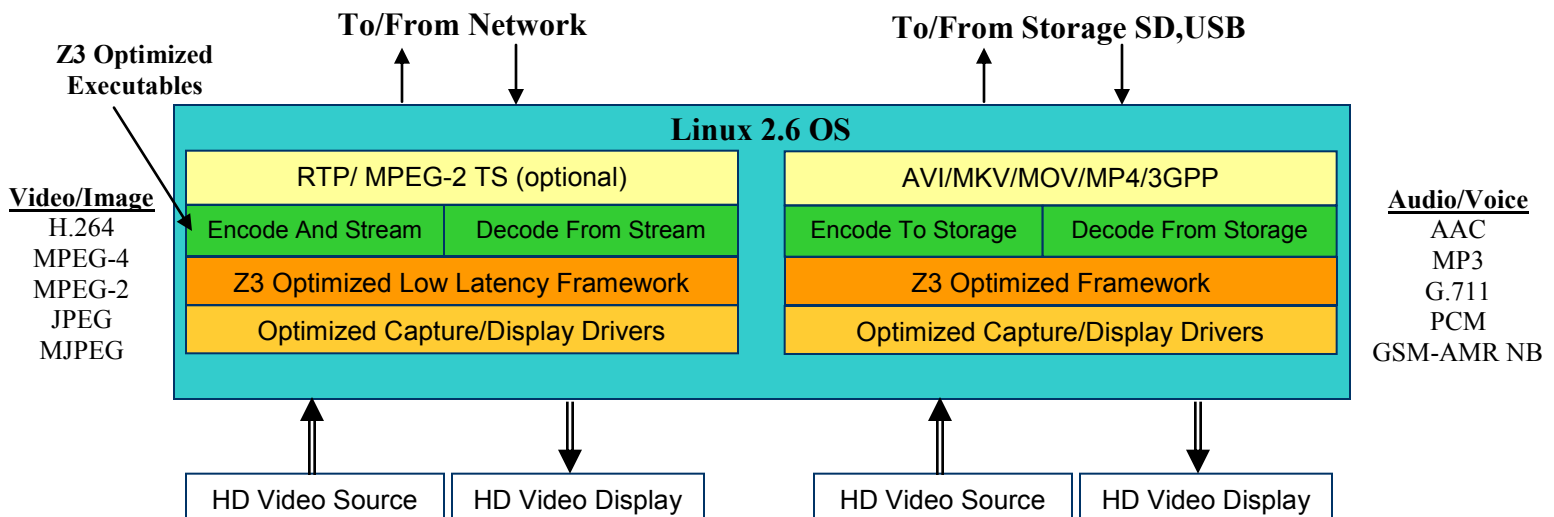 To/From Network
To/From Storage SD,USB
Z3 Optimized
Executables
Linux 2.6 OS
RTP/ MPEG-2 TS (optional)
Encode And Stream
Decode From Stream
Z3 Optimized Low Latency Framework
Optimized Capture/Display Drivers
AVI/MKV/MOV/MP4/3GPP
Encode To Storage
Decode From Storage
Z3 Optimized Framework
Optimized Capture/Display Drivers
Video/Image
H.264
MPEG-4
MPEG-2
JPEG
MJPEG
Audio/Voice
AAC
MP3
G.711
PCM
GSM-AMR NB
HD Video Source
HD Video Display
HD Video Source
HD Video Display